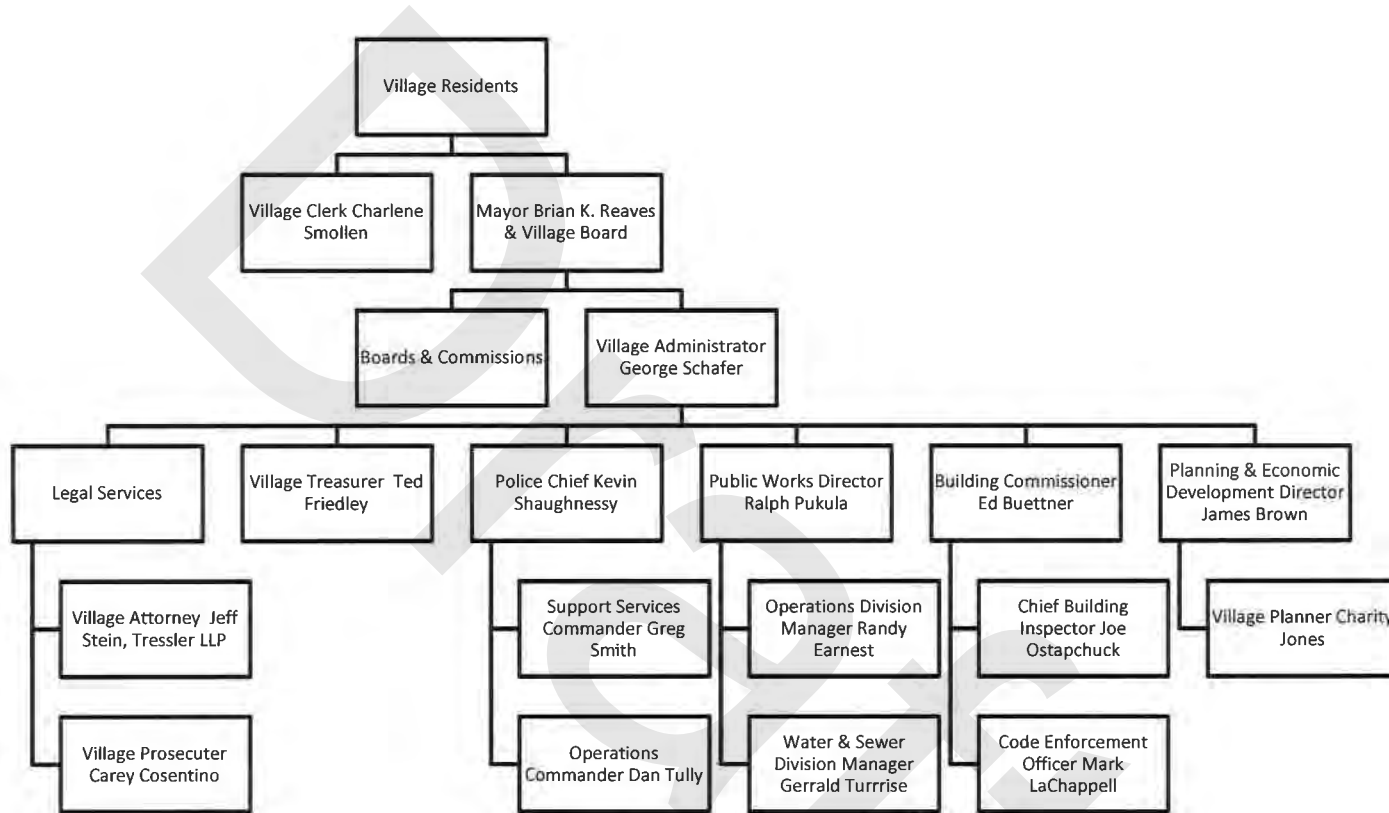 Village Residents
Village Clerk Charlene
Smollen
Mayor Brian K. Reaves
& Village Board
Boards & Commissions
Village Administrator
George Schafer
Legal Services
Village Treasurer Ted
Friedley
Police Chief Kevin
Shaughnessy
Public Works Director
Ralph Pukula
Building Commissioner
Ed Buettner
Planning & Economic
Development Director
James Brown
Village Attorney Jeff
Stein, Tressler LLP
Support Services
Commander Greg
Smith
Operations Division
Manager Randy
Earnest
Chief Building
Inspector Joe
Ostapchuck
Village Planner Charity
Jones
Village Prosecuter
Carey Cosentino
Operations
Commander Dan Tully
Water & Sewer
Division Manager
Gerrald Turrrise
Code Enforcement
Officer Mark
LaChappell
Draf